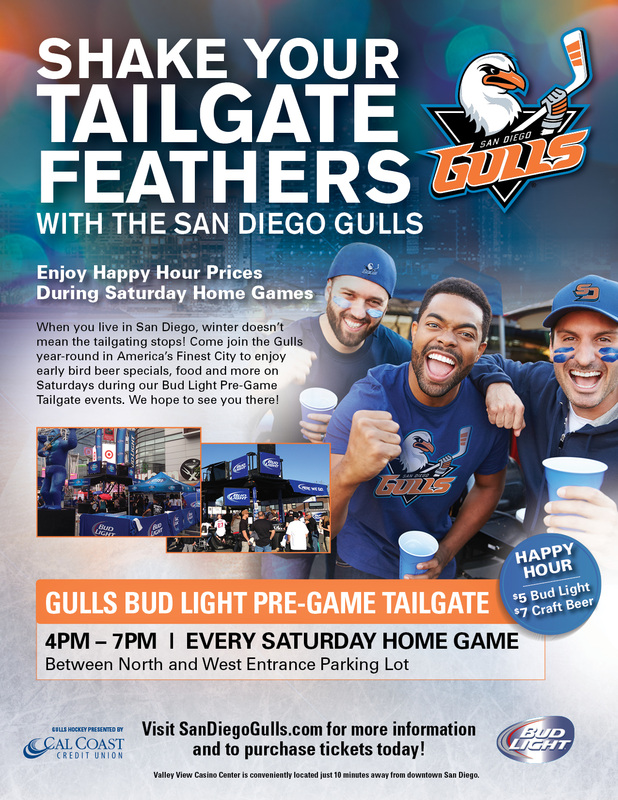 SHAKE YOUR
TAILGATE
FEATHERS
WITH THE SAN DIEGO GULLS
SAN DIEGO
GULLS
Enjoy Happy Hour Prices
During Saturday Home Games
When you live in San Diego, winter doesn't
mean the tailgating stops! Come join the Gulls
year-round in America's Finest City to enjoy
early bird beer specials, food and more on
Saturdays during our Bud Light Pre-Game
Tailgate events. We hope to see you there!
SD
SAN DIEGO
GULLS
BUD
LIGHT
HAPPY
HOUR
$5 Bud Light
$7 Craft Beer
GULLS BUD LIGHT PRE-GAME TAILGATE
4PM – 7PM | EVERY SATURDAY HOME GAME
Between North and West Entrance Parking Lot
GULLS HOCKEY PRESENTED BY
CAL COAST
CREDIT UNION
Visit SanDiegoGulls.com for more information
and to purchase tickets today!
BUD
LIGHT
Valley View Casino Center is conveniently located just 10 minutes away from downtown San Diego.